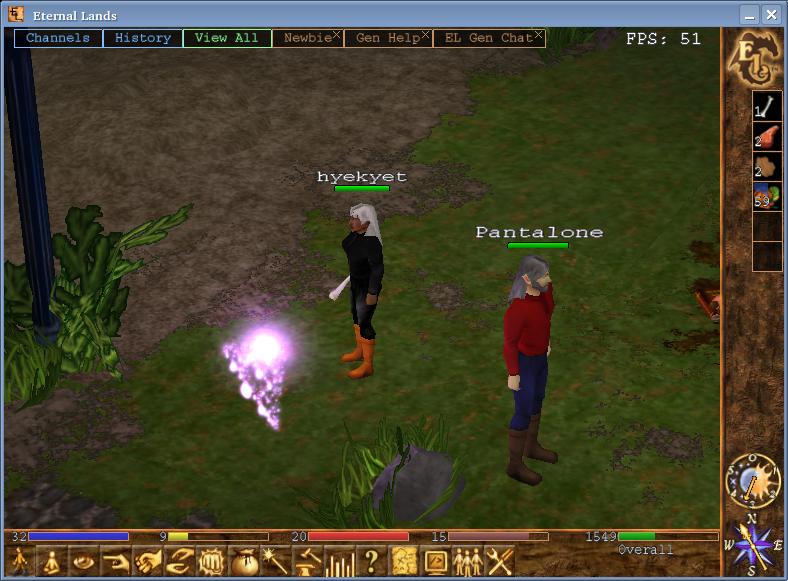 Eternal Lands
Channels History View All Newbie Gen Help EL Gen Chat FPS: 51
EL
1
2
2
59
hyekyet
Pantalone
32 9 20 15 1549
Overall
N
W E
S